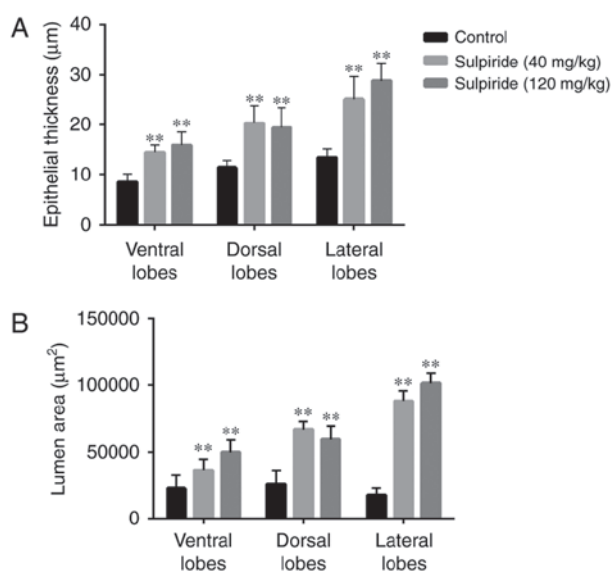 A
Epithelial thickness (µm)
40
30
20
10
0
**
**
**
**
**
**
Ventral
lobes
Dorsal
lobes
Lateral
lobes
Control
Sulpiride (40 mg/kg)
Sulpiride (120 mg/kg)
B
Lumen area (µm²)
150000
100000
50000
0
**
**
**
**
**
**
Ventral
lobes
Dorsal
lobes
Lateral
lobes